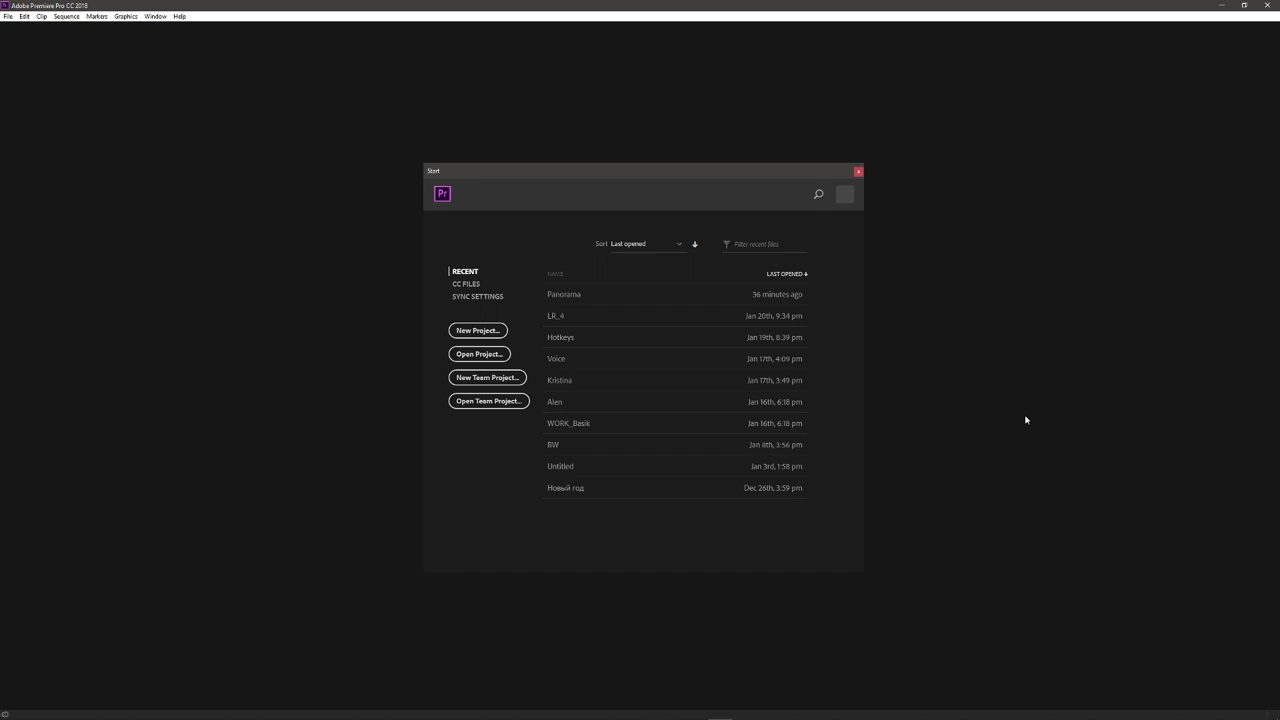 Adobe Premiere Pro CC 2018
File Edit Clip Sequence Markers Graphics Window Help
Start
Pr
Sort Last opened Filter recent files
RECENT
CC FILES
SYNC SETTINGS
New Project...
Open Project...
New Team Project...
Open Team Project...
NAME LAST OPENED
Panorama 36 minutes ago
LR_4 Jan 20th, 9:34 pm
Hotkeys Jan 19th, 8:39 pm
Voice Jan 17th, 4:09 pm
Kristina Jan 17th, 3:49 pm
Alen Jan 16th, 6:18 pm
WORK_Basik Jan 16th, 6:18 pm
BW Jan 8th, 3:56 pm
Untitled Jan 3rd, 1:58 pm
Новый год Dec 26th, 3:59 pm